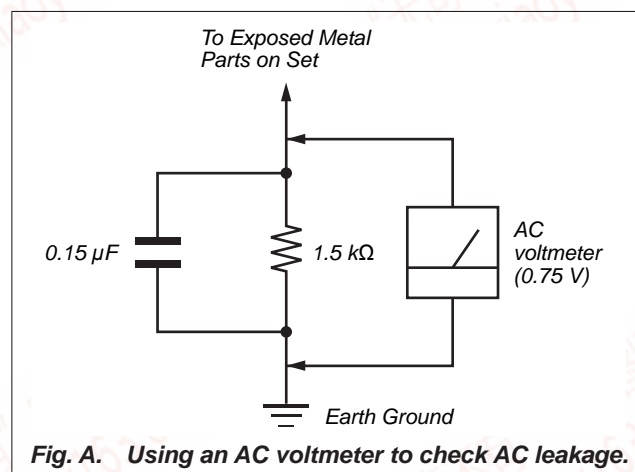 To Exposed Metal
Parts on Set
0.15 µF
1.5 kΩ
AC
voltmeter
(0.75 V)
Earth Ground
Fig. A. Using an AC voltmeter to check AC leakage.